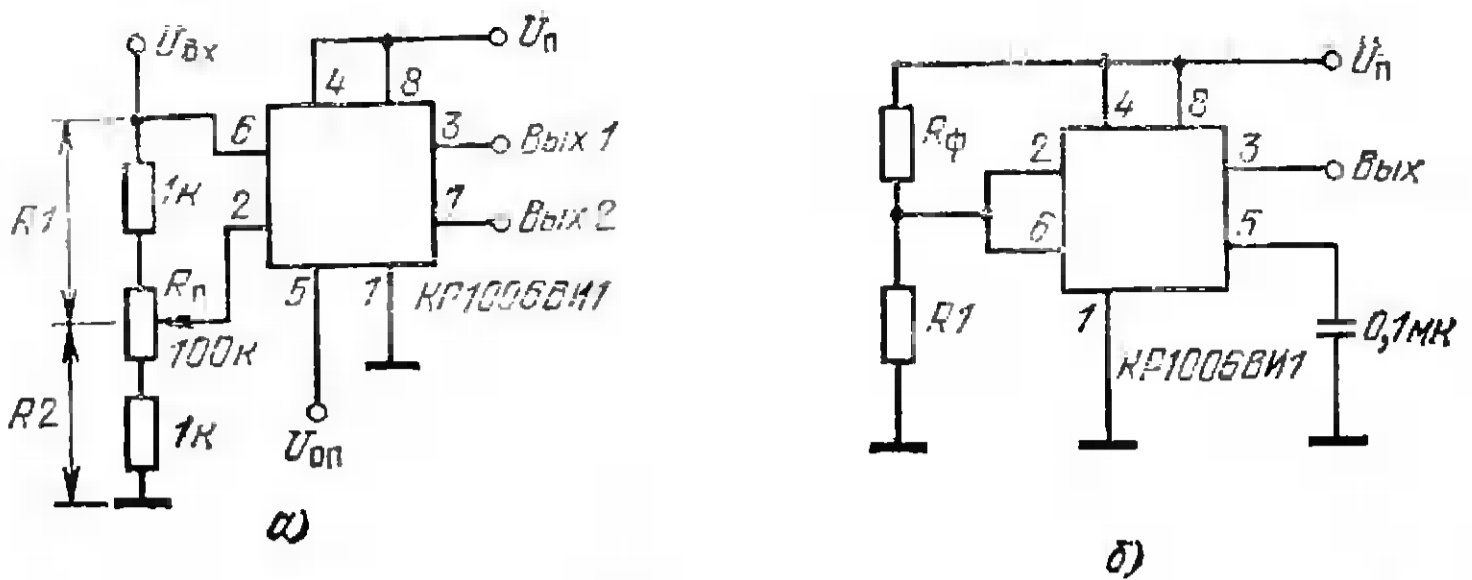 Uвх
Uп
4
8
6
3
Вых 1
1к
R1
2
7
Вых 2
Rп
5
1
КР1006ВИ1
100к
R2
1к
Uоп
а)
Uп
4
8
Rф
2
3
Вых
6
5
R1
1
КР1006ВИ1
0,1мк
б)